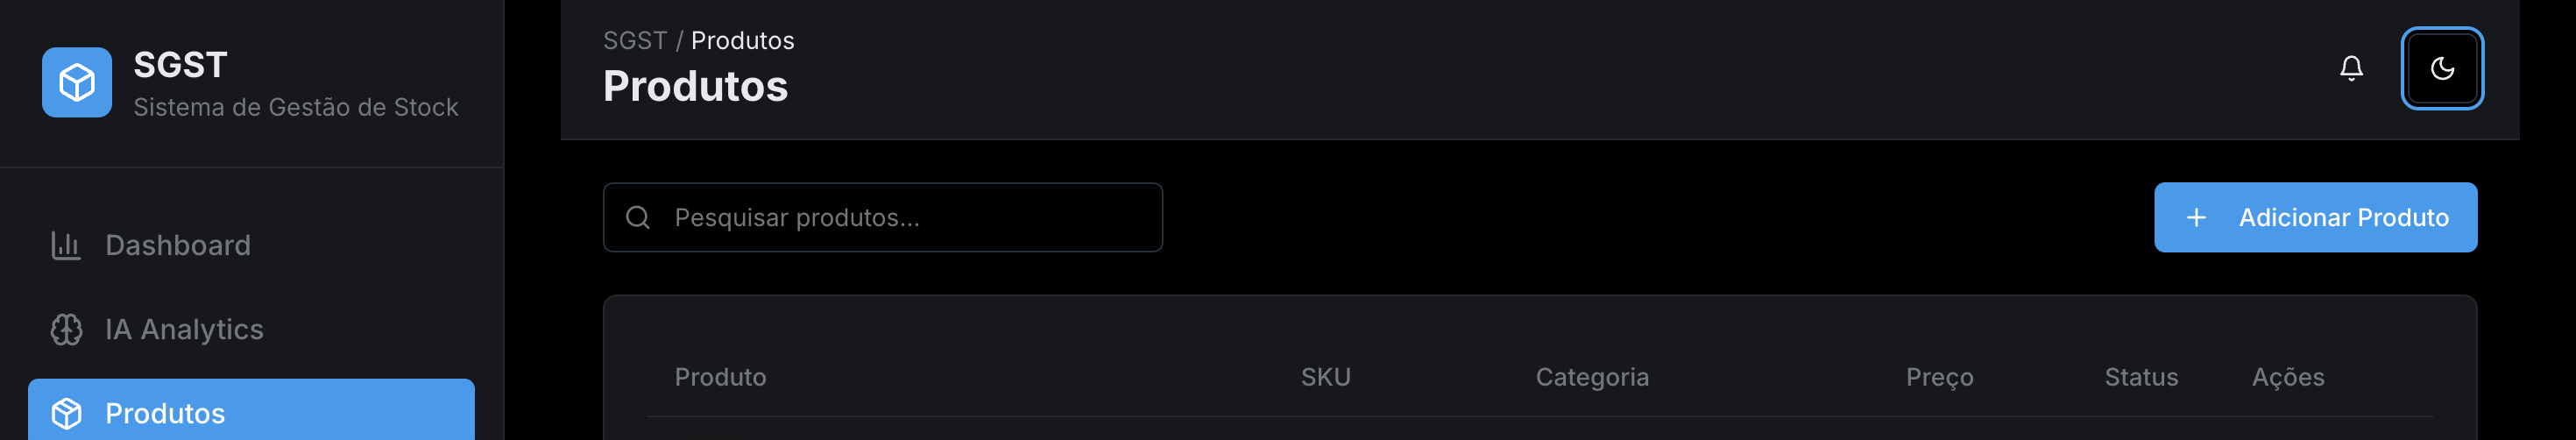 SGST
Sistema de Gestão de Stock
Dashboard
IA Analytics
Produtos
SGST / Produtos
Produtos
Pesquisar produtos...
Adicionar Produto
Produto SKU Categoria Preço Status Ações